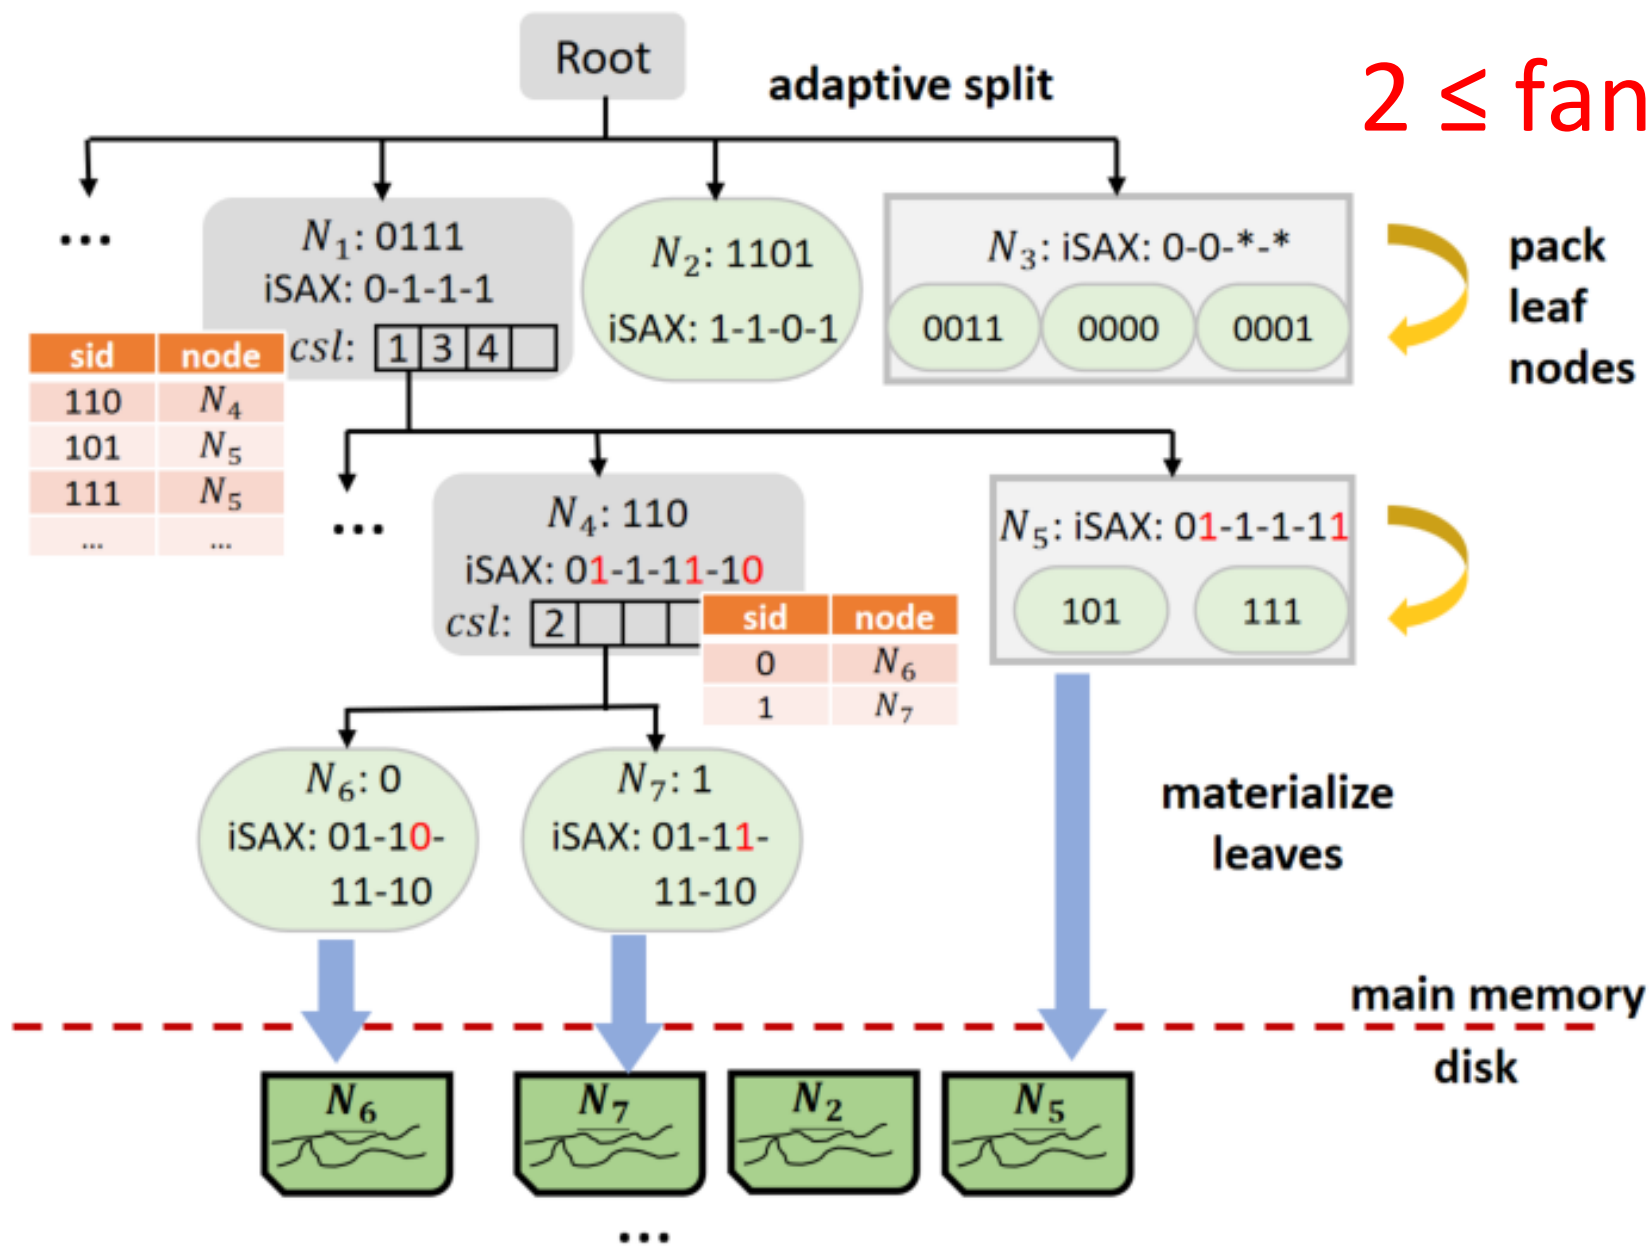 Root
adaptive split
2 ≤ fan
...
N₁: 0111
iSAX: 0-1-1-1
csl: 1 3 4
N₂: 1101
iSAX: 1-1-0-1
N₃: iSAX: 0-0-*-*
0011 0000 0001
pack
leaf
nodes
sid node
110 N₄
101 N₅
111 N₅
... ...
...
N₄: 110
iSAX: 01-1-11-10
csl: 2
sid node
0 N₆
1 N₇
N₅: iSAX: 01-1-1-11
101 111
N₆: 0
iSAX: 01-10-
11-10
N₇: 1
iSAX: 01-11-
11-10
materialize
leaves
main memory
disk
N₆ N₇ N₂ N₅
...